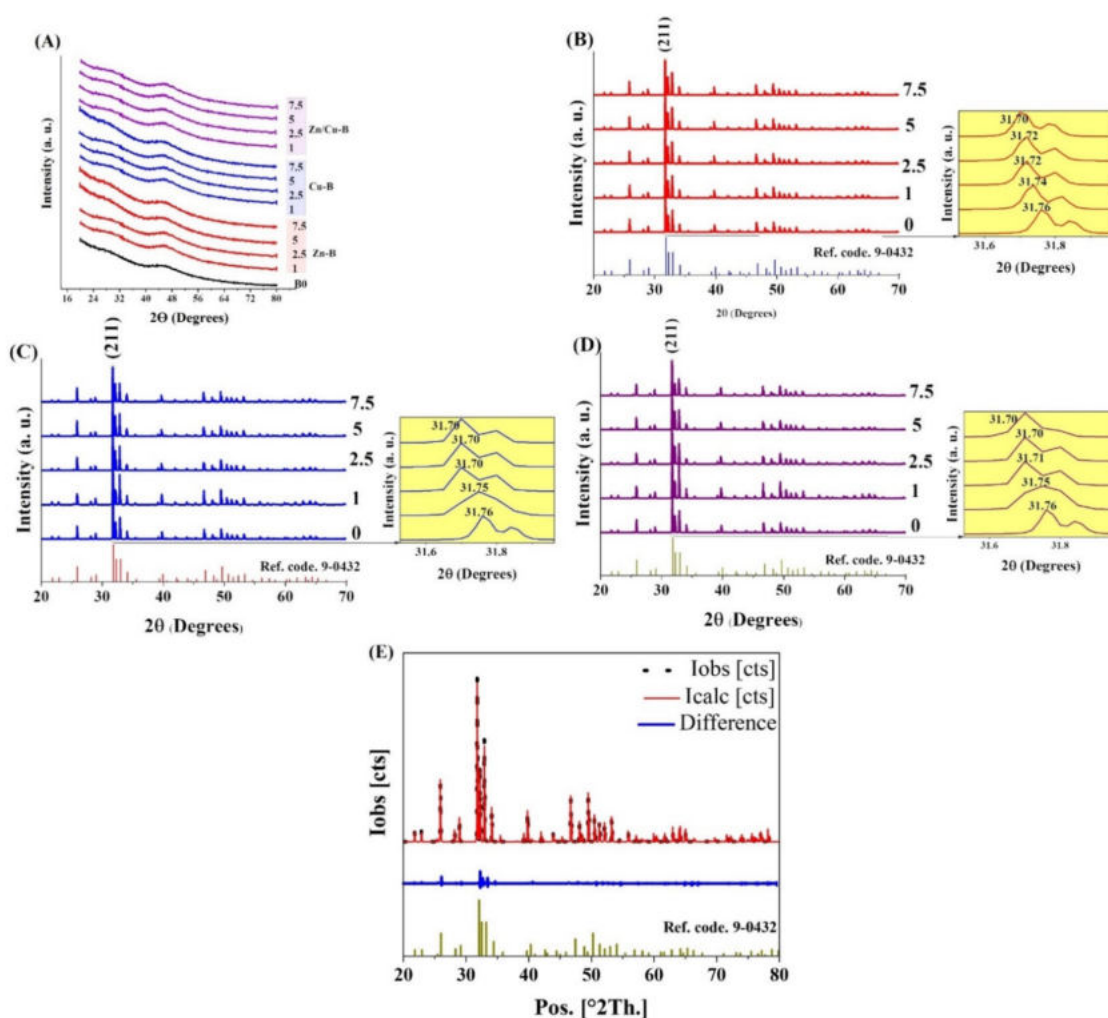 (A)
Intensity (a. u.)
7.5
5
2.5
1
Zn/Cu-B
7.5
5
2.5
1
Cu-B
7.5
5
2.5
1
Zn-B
B0
16 24 32 40 48 56 64 72 80
2Θ (Degrees)
(B)
(211)
Intensity (a. u.)
7.5
5
2.5
1
0
Ref. code. 9-0432
20 30 40 50 60 70
2θ (Degrees)
Intensity (a. u.)
31.70
31.72
31.72
31.74
31.76
31.6 31.8
2θ (Degrees)
(C)
(211)
Intensity (a. u.)
7.5
5
2.5
1
0
Ref. code. 9-0432
20 30 40 50 60 70
2θ (Degrees)
Intensity (a. u.)
31.70
31.70
31.70
31.75
31.76
31.6 31.8
2θ (Degrees)
(D)
(211)
Intensity (a. u.)
7.5
5
2.5
1
0
Ref. code. 9-0432
20 30 40 50 60 70
2θ (Degrees)
Intensity (a. u.)
31.70
31.70
31.71
31.75
31.76
31.6 31.8
2θ (Degrees)
(E)
Iobs [cts]
Icalc [cts]
Difference
Iobs [cts]
Ref. code. 9-0432
20 30 40 50 60 70 80
Pos. [°2Th.]